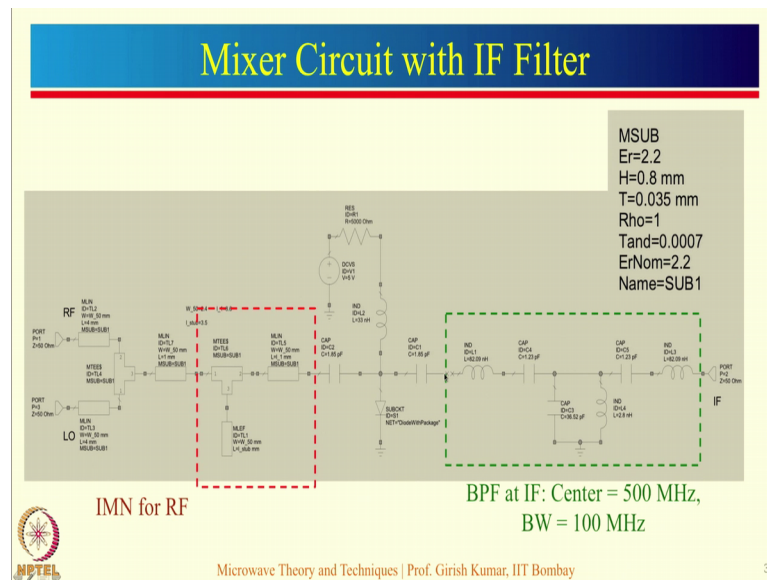 Mixer Circuit with IF Filter
MSUB
Er=2.2
H=0.8 mm
T=0.035 mm
Rho=1
Tand=0.0007
ErNom=2.2
Name=SUB1
RES
ID=R1
R=5000 Ohm
DCVS
ID=V1
V=5 V
IND
ID=L2
L=33 nH
RF
PORT
P=1
Z=50 Ohm
MLIN
ID=TL2
W=W_50 mm
L=4 mm
MSUB=SUB1
MTEE$
ID=TL4
MSUB=SUB1
PORT
P=3
Z=50 Ohm
LO
MLIN
ID=TL3
W=W_50 mm
L=4 mm
MSUB=SUB1
MLIN
ID=TL7
W=W_50 mm
L=1 mm
MSUB=SUB1
MTEE$
ID=TL6
MSUB=SUB1
MLEF
ID=TL1
W=W_50 mm
L=l_stub mm
MLIN
ID=TL5
W=W_50 mm
L=l_1 mm
MSUB=SUB1
CAP
ID=C2
C=1.85 pF
SUBCKT
ID=S1
NET="DiodeWithPackage"
CAP
ID=C1
C=1.85 pF
IND
ID=L1
L=82.09 nH
CAP
ID=C4
C=1.23 pF
CAP
ID=C3
C=36.52 pF
IND
ID=L4
L=2.8 nH
CAP
ID=C5
C=1.23 pF
IND
ID=L3
L=82.09 nH
PORT
P=2
Z=50 Ohm
IF
IMN for RF
BPF at IF: Center = 500 MHz,
BW = 100 MHz
NPTEL
Microwave Theory and Techniques | Prof. Girish Kumar, IIT Bombay